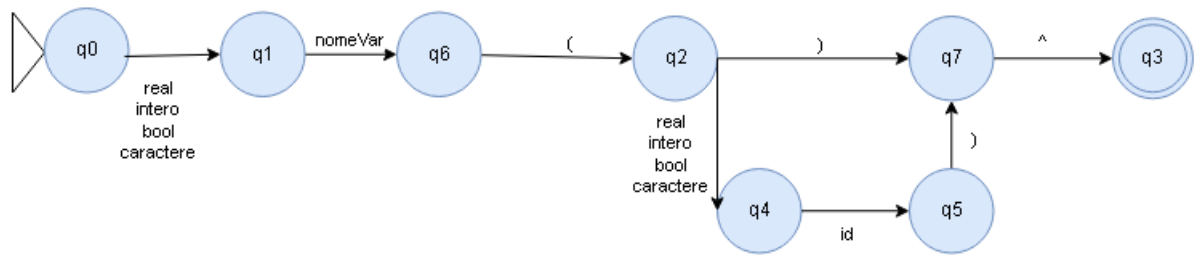 q0
real
intero
bool
caractere
q1
nomeVar
q6
(
q2
)
q7
^
q3
real
intero
bool
caractere
q4
id
q5
)